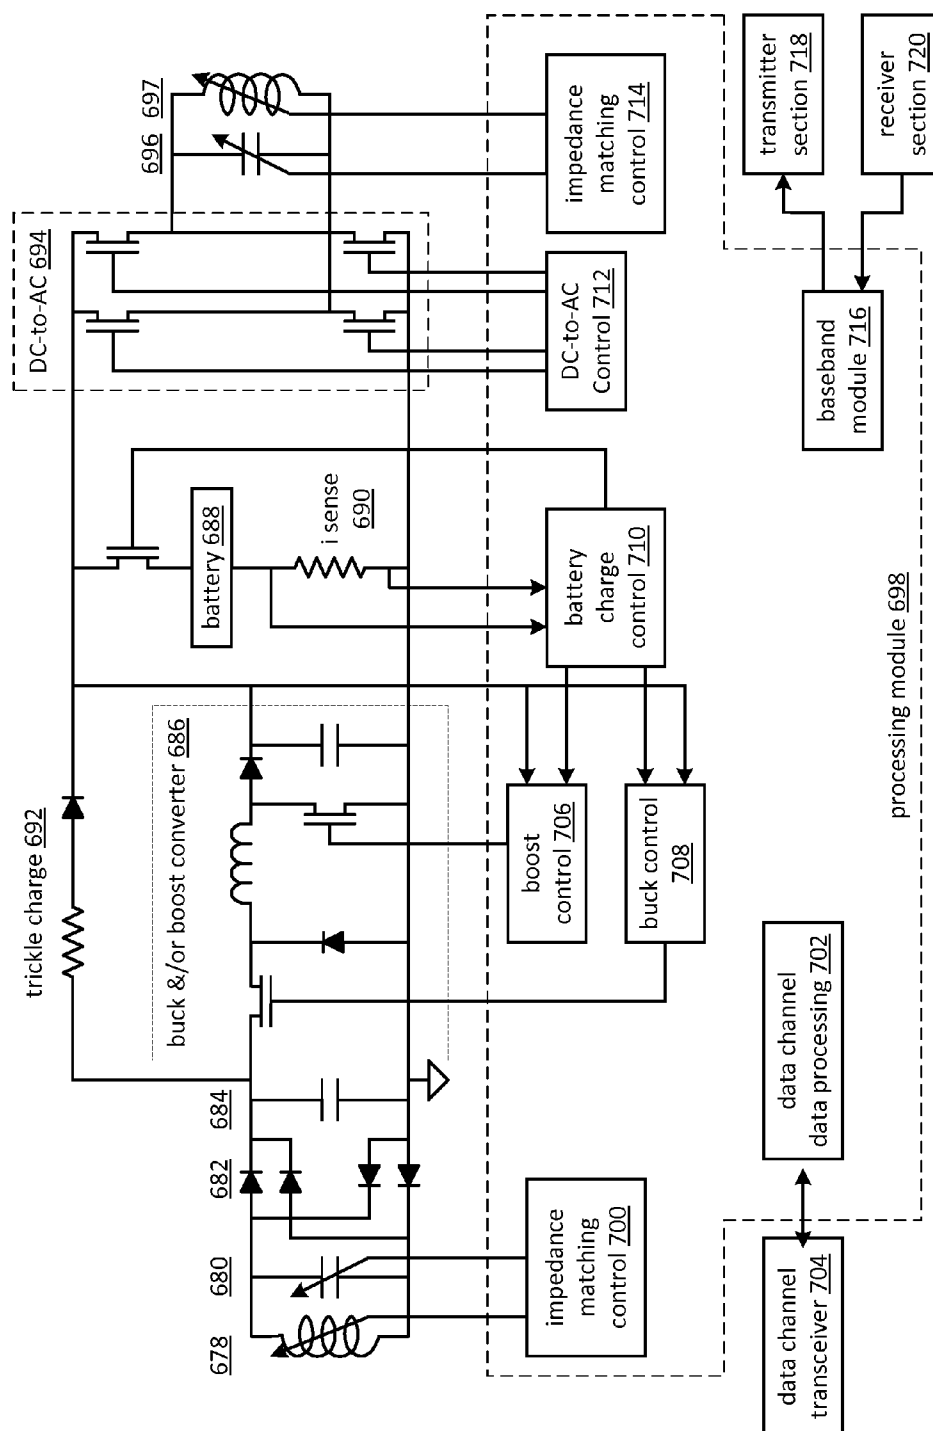 trickle charge 692
DC-to-AC 694
696
697
buck &/or boost converter 686
battery 688
i sense
690
678
680
682
684
impedance
matching
control 700
boost
control 706
buck control
708
battery
charge
control 710
DC-to-AC
Control 712
impedance
matching
control 714
data channel
transceiver 704
data channel
data processing 702
processing module 698
baseband
module 716
transmitter
section 718
receiver
section 720